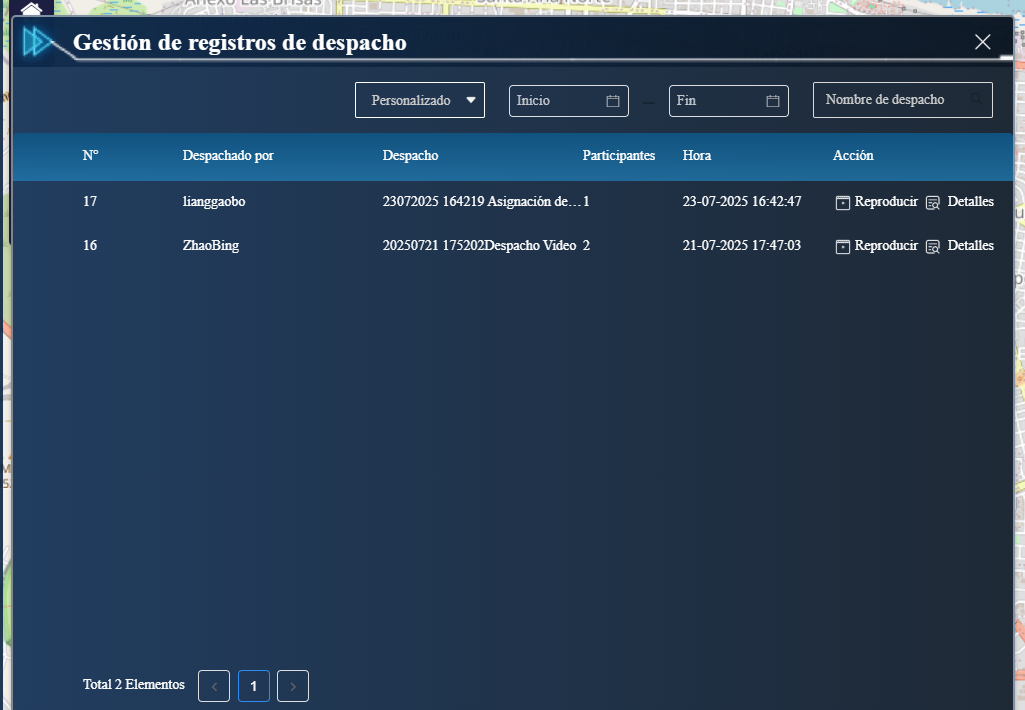 Anexo Las Brisas
Gestión de registros de despacho
Personalizado
Inicio
Fin
Nombre de despacho
Nº Despachado por Despacho Participantes Hora Acción
17 lianggaobo 23072025 164219 Asignación de... 1 23-07-2025 16:42:47 Reproducir Detalles
16 ZhaoBing 20250721 175202Despacho Video 2 21-07-2025 17:47:03 Reproducir Detalles
Total 2 Elementos < 1 >